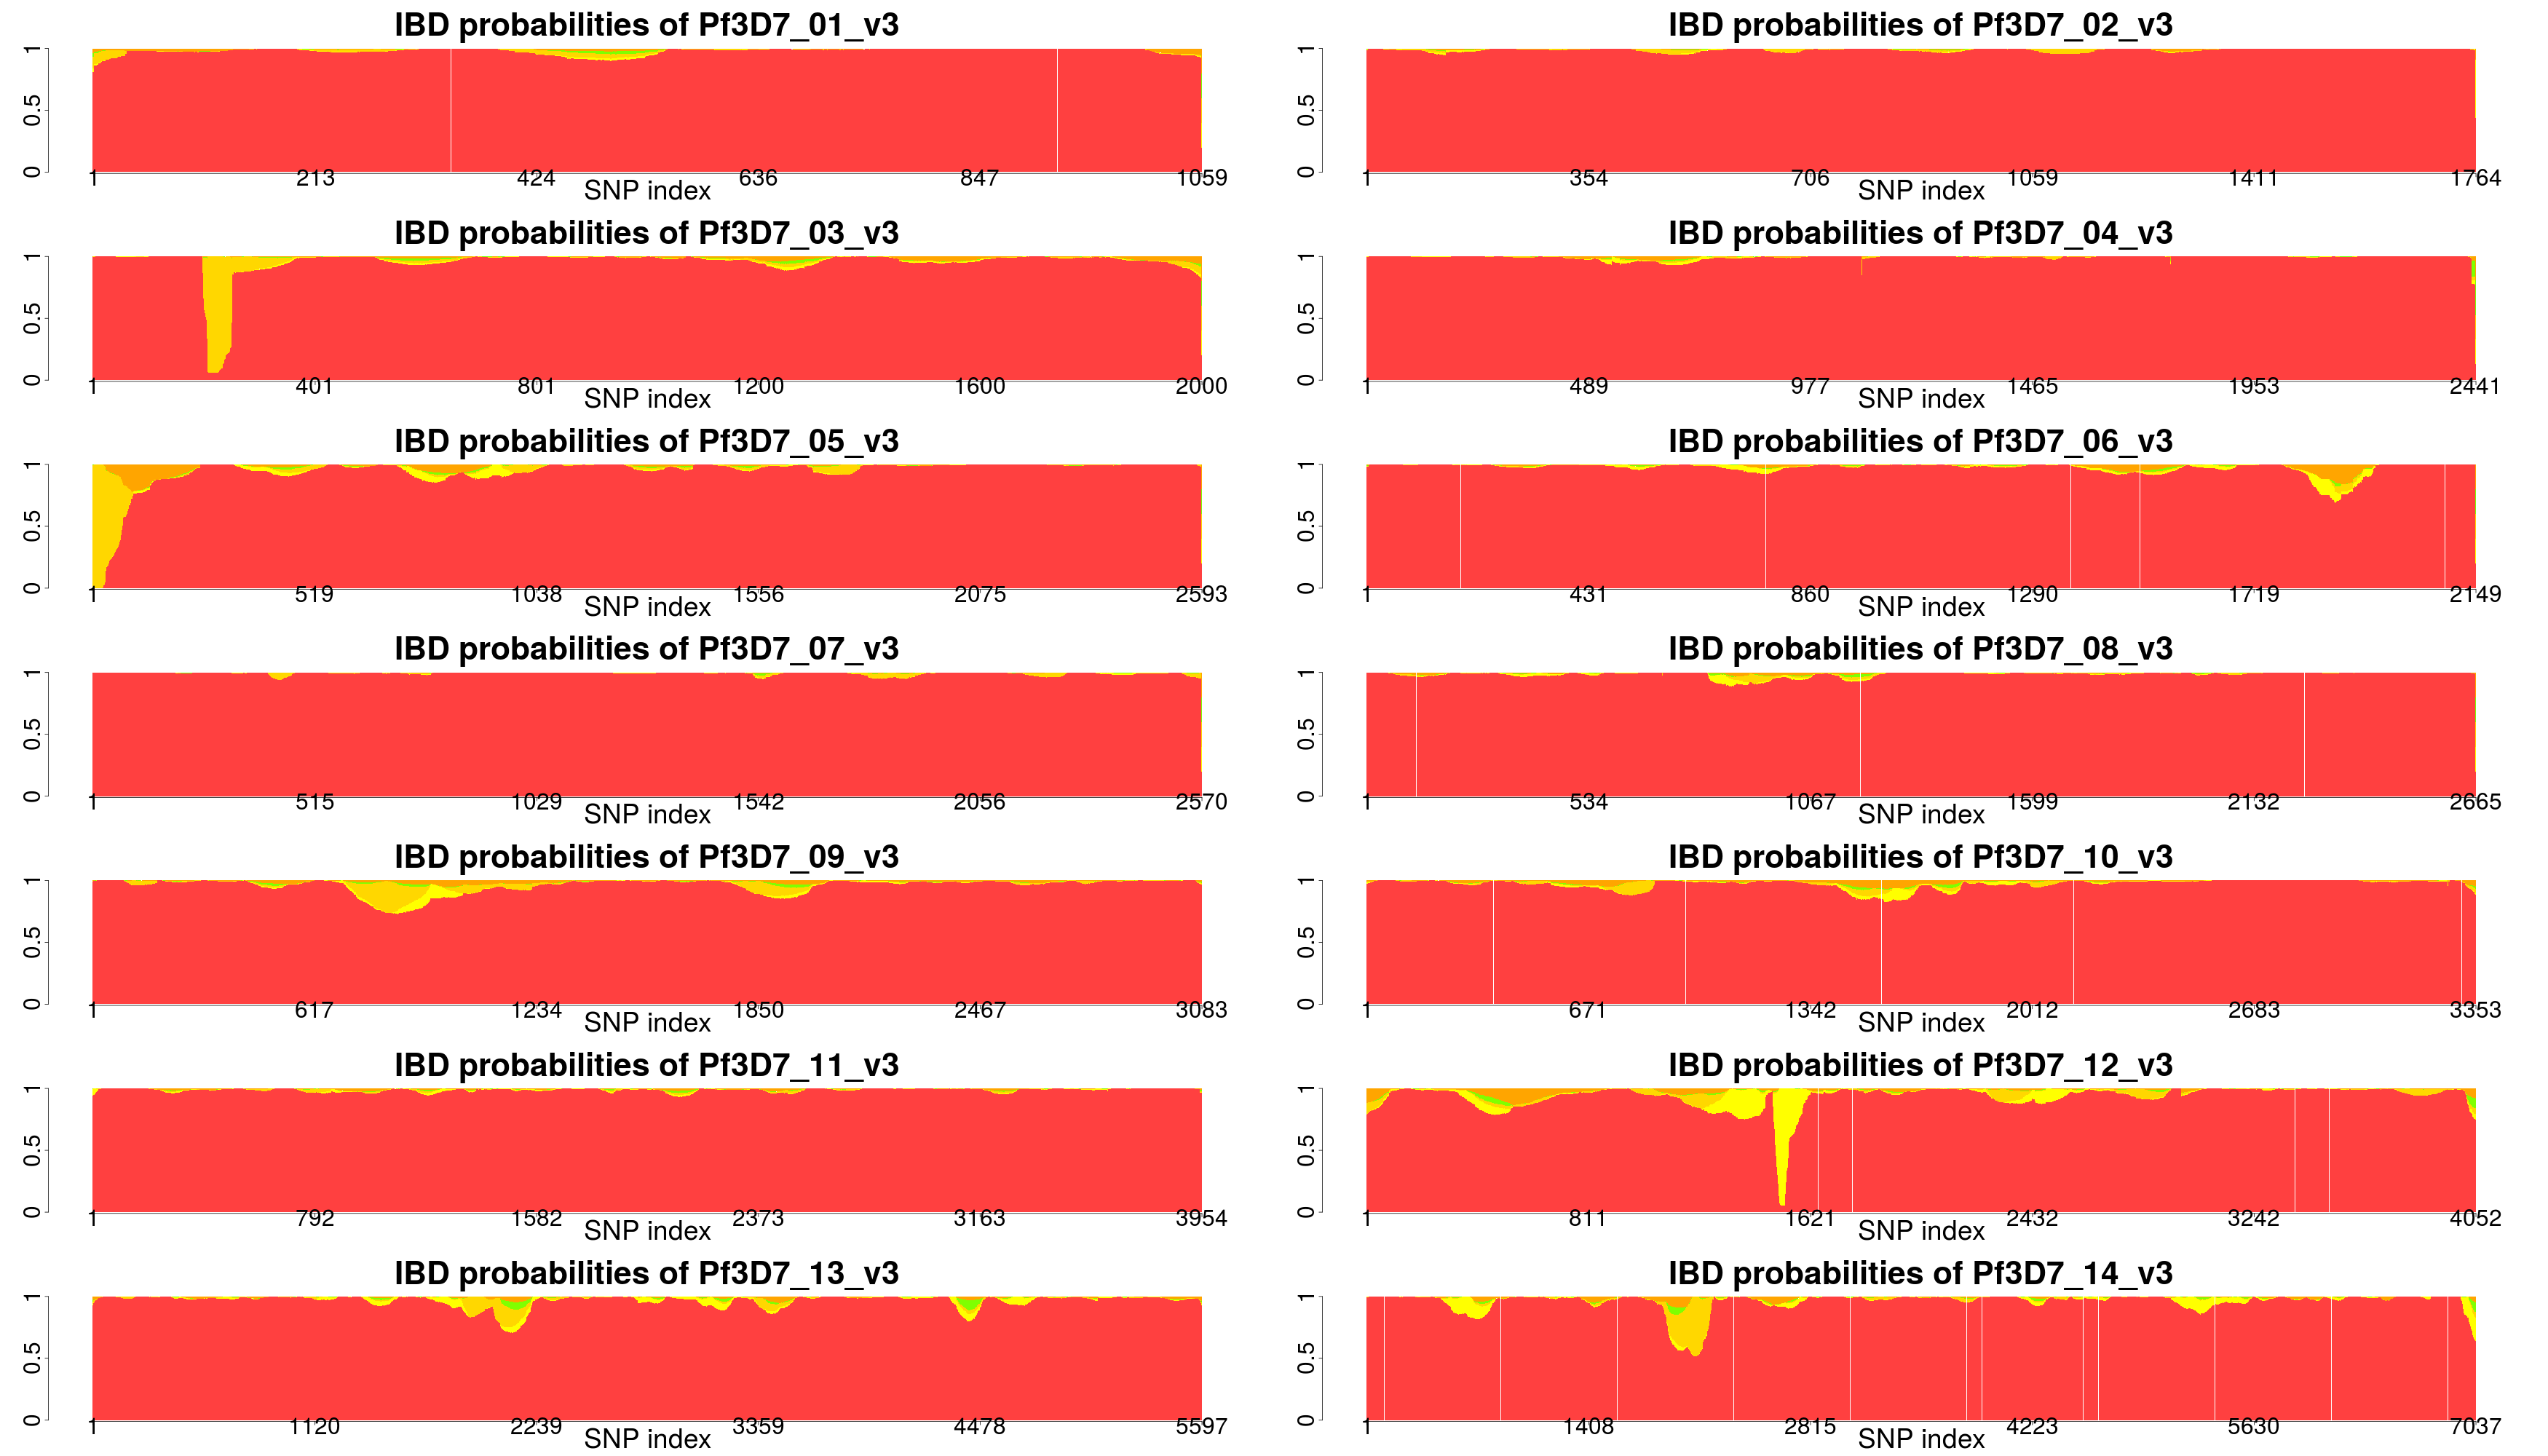 IBD probabilities of Pf3D7_01_v3
0 0.5 1
1 213 424 636 847 1059
SNP index
IBD probabilities of Pf3D7_02_v3
0 0.5 1
1 354 706 1059 1411 1764
SNP index
IBD probabilities of Pf3D7_03_v3
0 0.5 1
1 401 801 1200 1600 2000
SNP index
IBD probabilities of Pf3D7_04_v3
0 0.5 1
1 489 977 1465 1953 2441
SNP index
IBD probabilities of Pf3D7_05_v3
0 0.5 1
1 519 1038 1556 2075 2593
SNP index
IBD probabilities of Pf3D7_06_v3
0 0.5 1
1 431 860 1290 1719 2149
SNP index
IBD probabilities of Pf3D7_07_v3
0 0.5 1
1 515 1029 1542 2056 2570
SNP index
IBD probabilities of Pf3D7_08_v3
0 0.5 1
1 534 1067 1599 2132 2665
SNP index
IBD probabilities of Pf3D7_09_v3
0 0.5 1
1 617 1234 1850 2467 3083
SNP index
IBD probabilities of Pf3D7_10_v3
0 0.5 1
1 671 1342 2012 2683 3353
SNP index
IBD probabilities of Pf3D7_11_v3
0 0.5 1
1 792 1582 2373 3163 3954
SNP index
IBD probabilities of Pf3D7_12_v3
0 0.5 1
1 811 1621 2432 3242 4052
SNP index
IBD probabilities of Pf3D7_13_v3
0 0.5 1
1 1120 2239 3359 4478 5597
SNP index
IBD probabilities of Pf3D7_14_v3
0 0.5 1
1 1408 2815 4223 5630 7037
SNP index